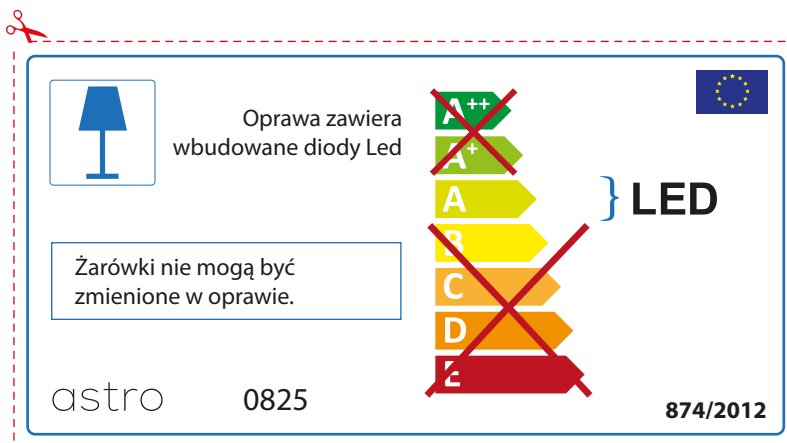 Oprawa zawiera
wbudowane diody Led
A++
A+
A
B
C
D
E
LED
Żarówki nie mogą być
zmienione w oprawie.
astro
0825
874/2012